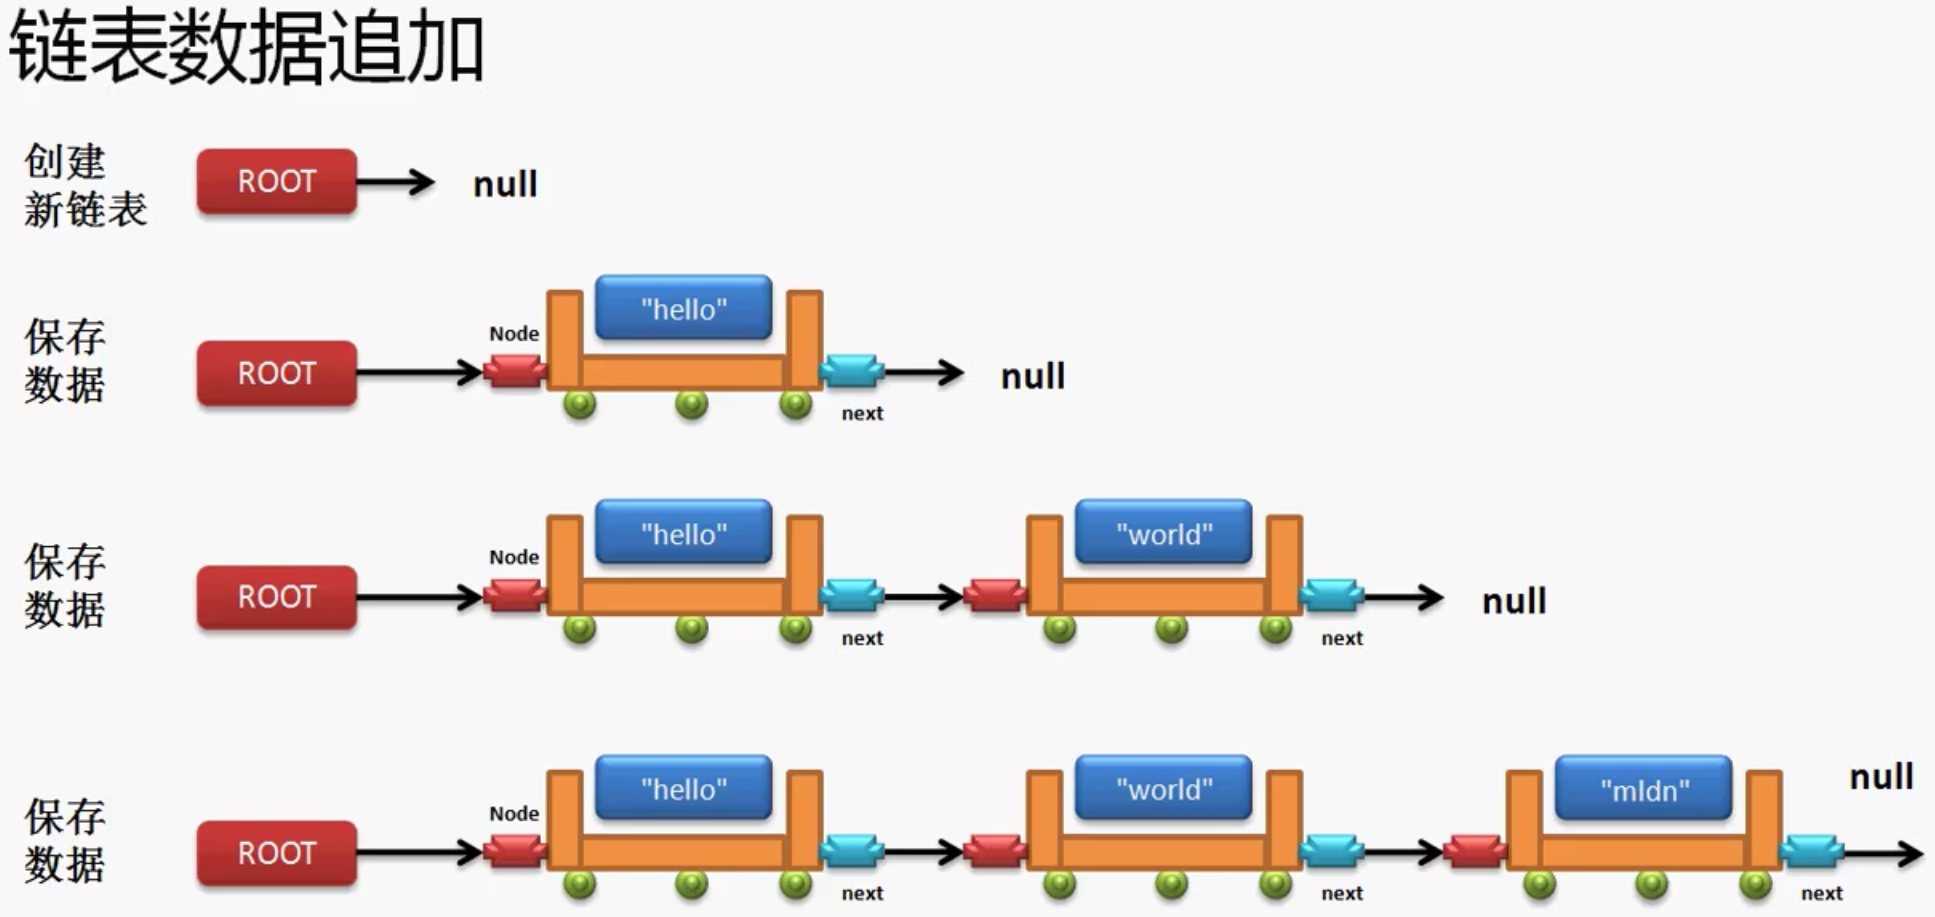 链表数据追加
创建
新链表
ROOT
null
保存
数据
ROOT
Node
"hello"
next
null
保存
数据
ROOT
Node
"hello"
next
"world"
next
null
保存
数据
ROOT
Node
"hello"
next
"world"
next
"mldn"
next
null